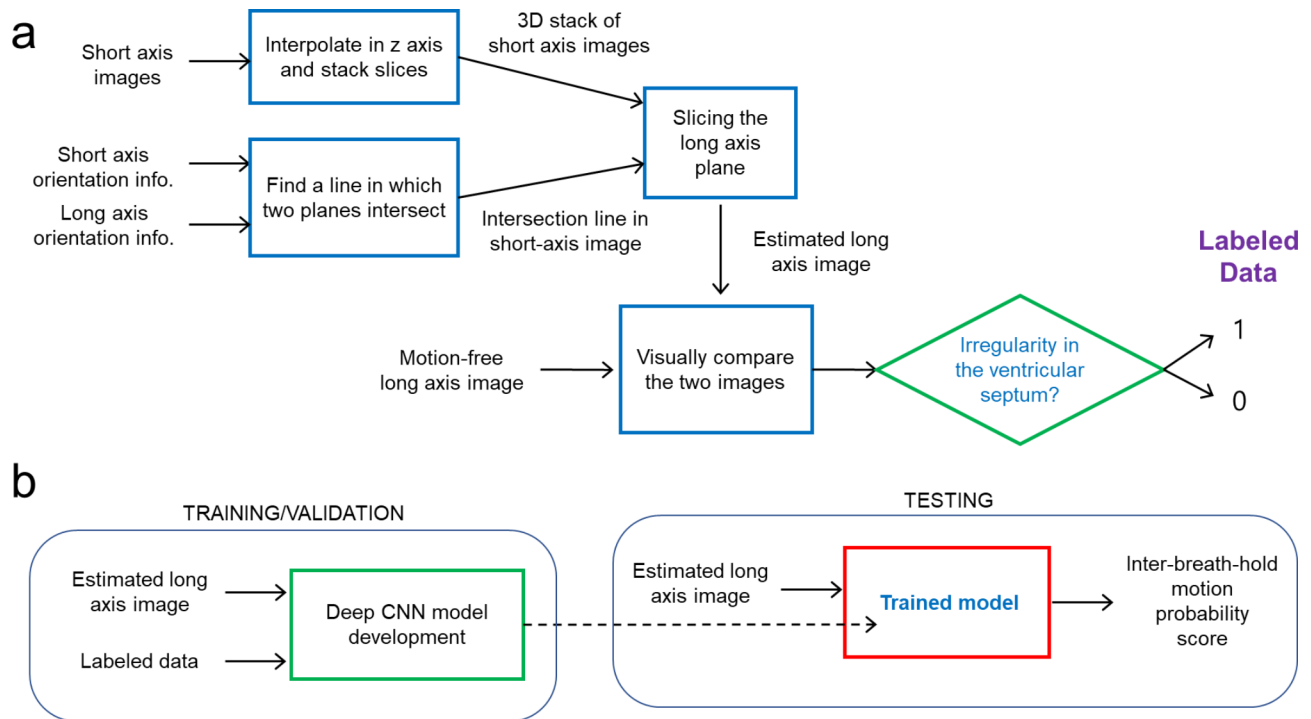 a
Short axis
images
Interpolate in z axis
and stack slices
3D stack of
short axis images
Short axis
orientation info.
Long axis
orientation info.
Find a line in which
two planes intersect
Intersection line in
short-axis image
Slicing the
long axis
plane
Estimated long
axis image
Motion-free
long axis image
Visually compare
the two images
Irregularity in
the ventricular
septum?
Labeled
Data
1
0
b
TRAINING/VALIDATION
Estimated long
axis image
Labeled data
Deep CNN model
development
TESTING
Estimated long
axis image
Trained model
Inter-breath-hold
motion
probability
score